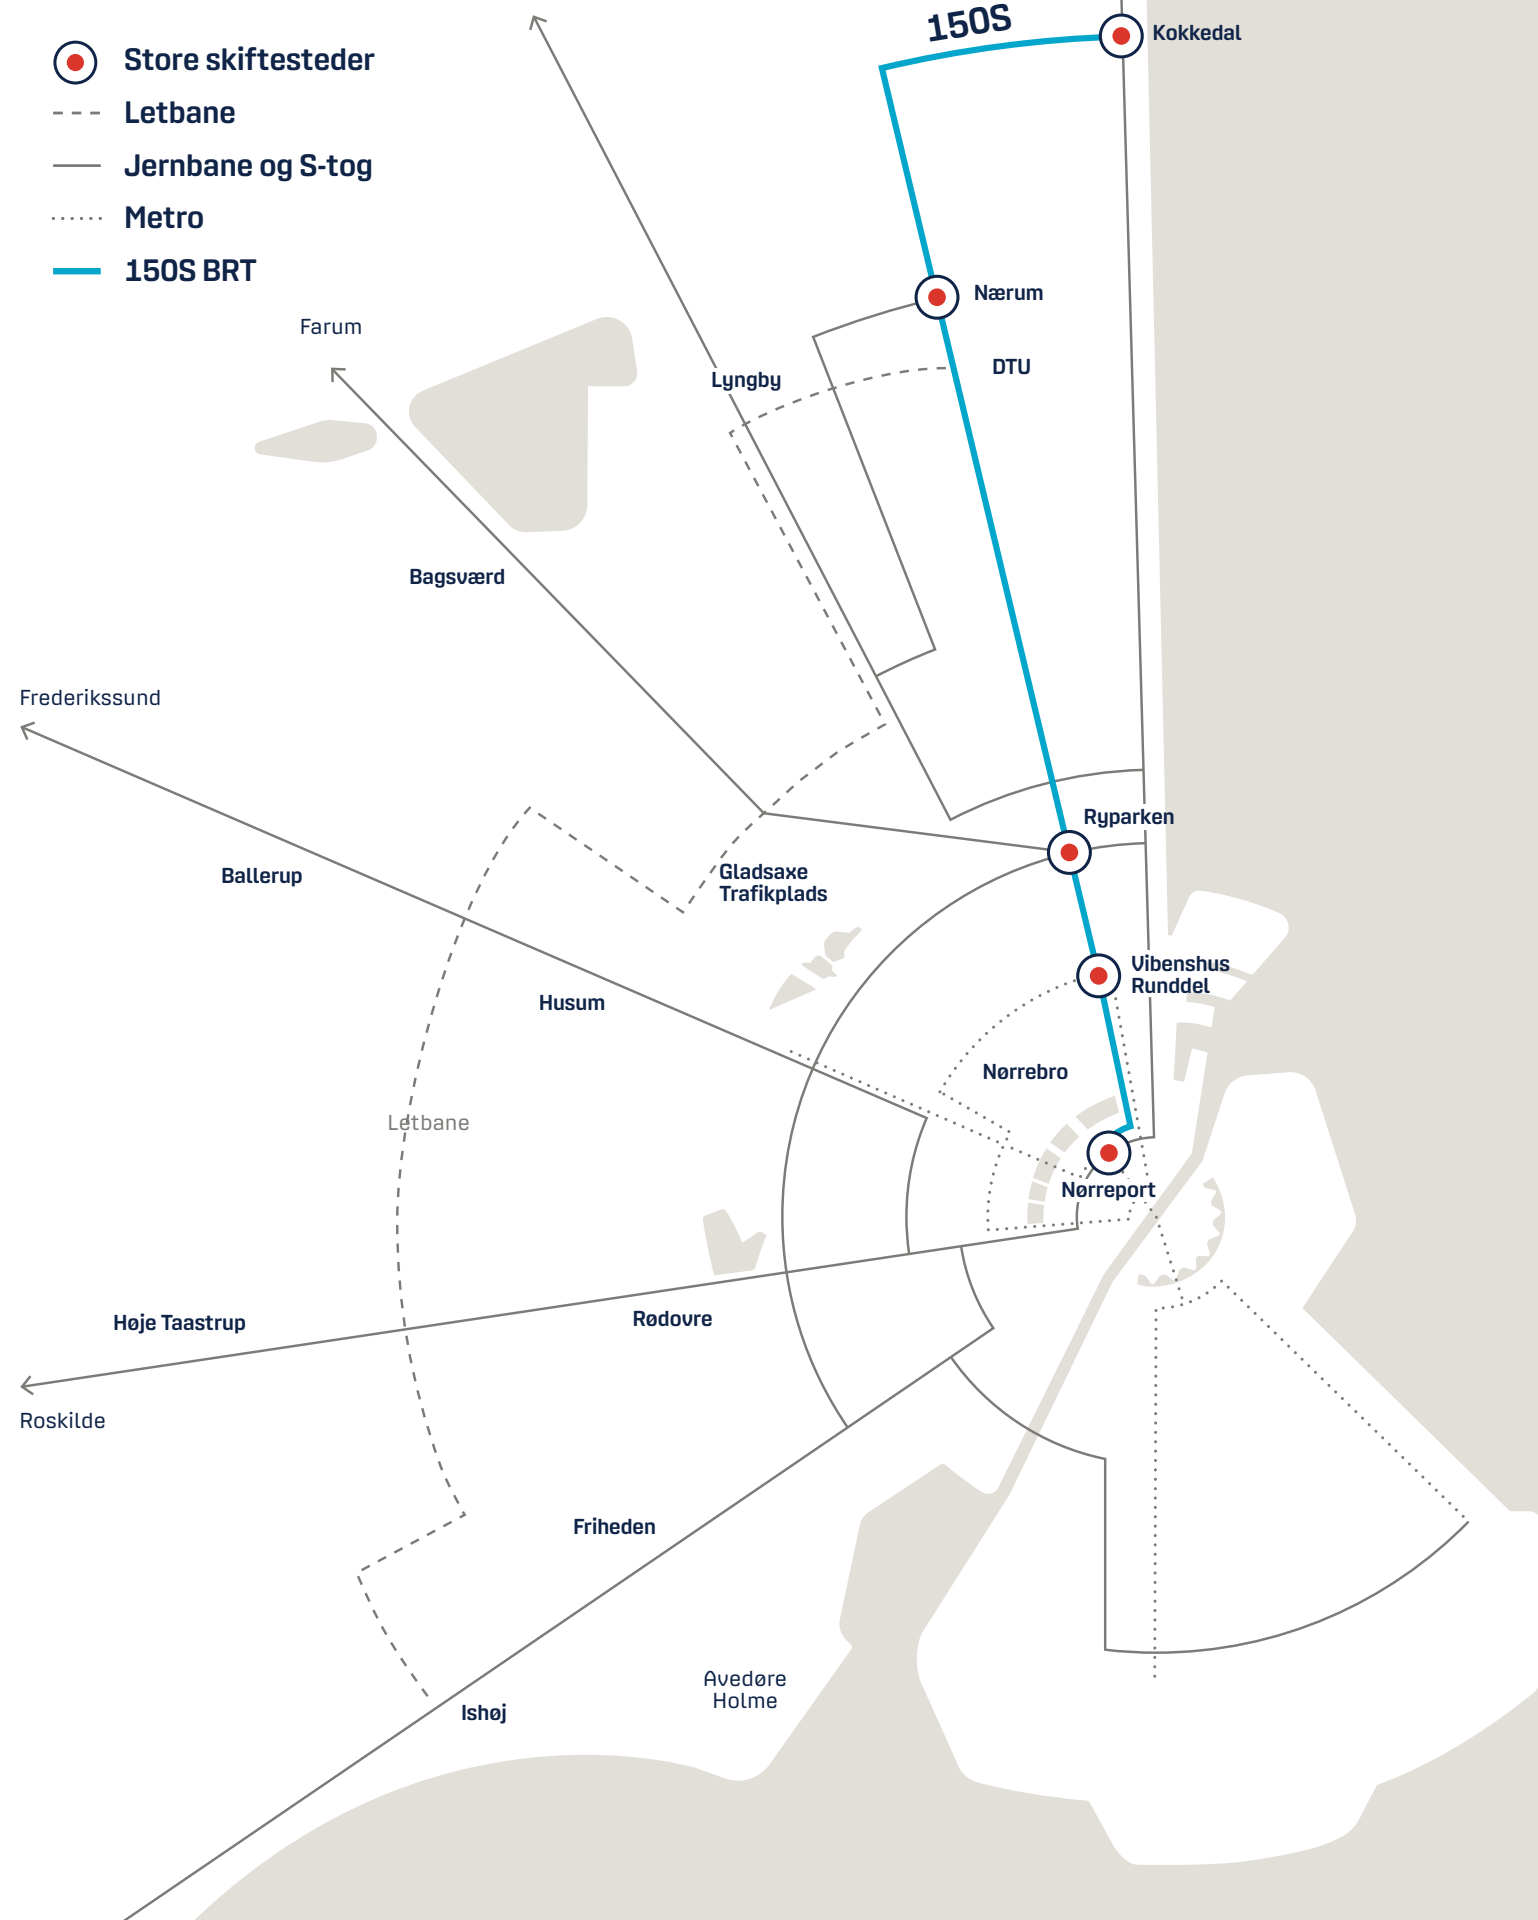 Store skiftesteder
Letbane
Jernbane og S-tog
Metro
150S BRT
150S
Kokkedal
Nærum
Farum
DTU
Lyngby
Bagsværd
Frederikssund
Ryparken
Ballerup
Gladsaxe
Trafikplads
Vibenshus
Runddel
Husum
Nørrebro
Letbane
Nørreport
Høje Taastrup
Rødovre
Roskilde
Friheden
Avedøre
Holme
Ishøj